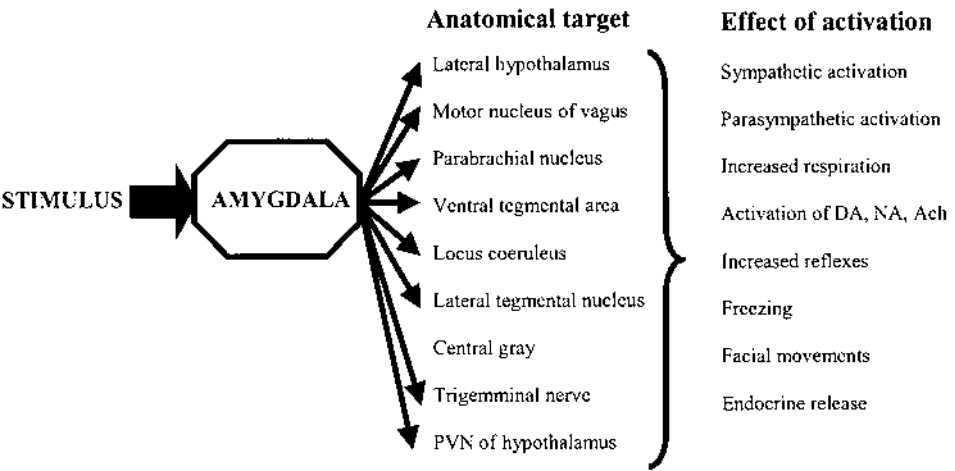 Anatomical target
Effect of activation
STIMULUS
AMYGDALA
Lateral hypothalamus
Motor nucleus of vagus
Parabrachial nucleus
Ventral tegmental area
Locus coeruleus
Lateral tegmental nucleus
Central gray
Trigemminal nerve
PVN of hypothalamus
Sympathetic activation
Parasympathetic activation
Increased respiration
Activation of DA, NA, Ach
Increased reflexes
Freezing
Facial movements
Endocrine release